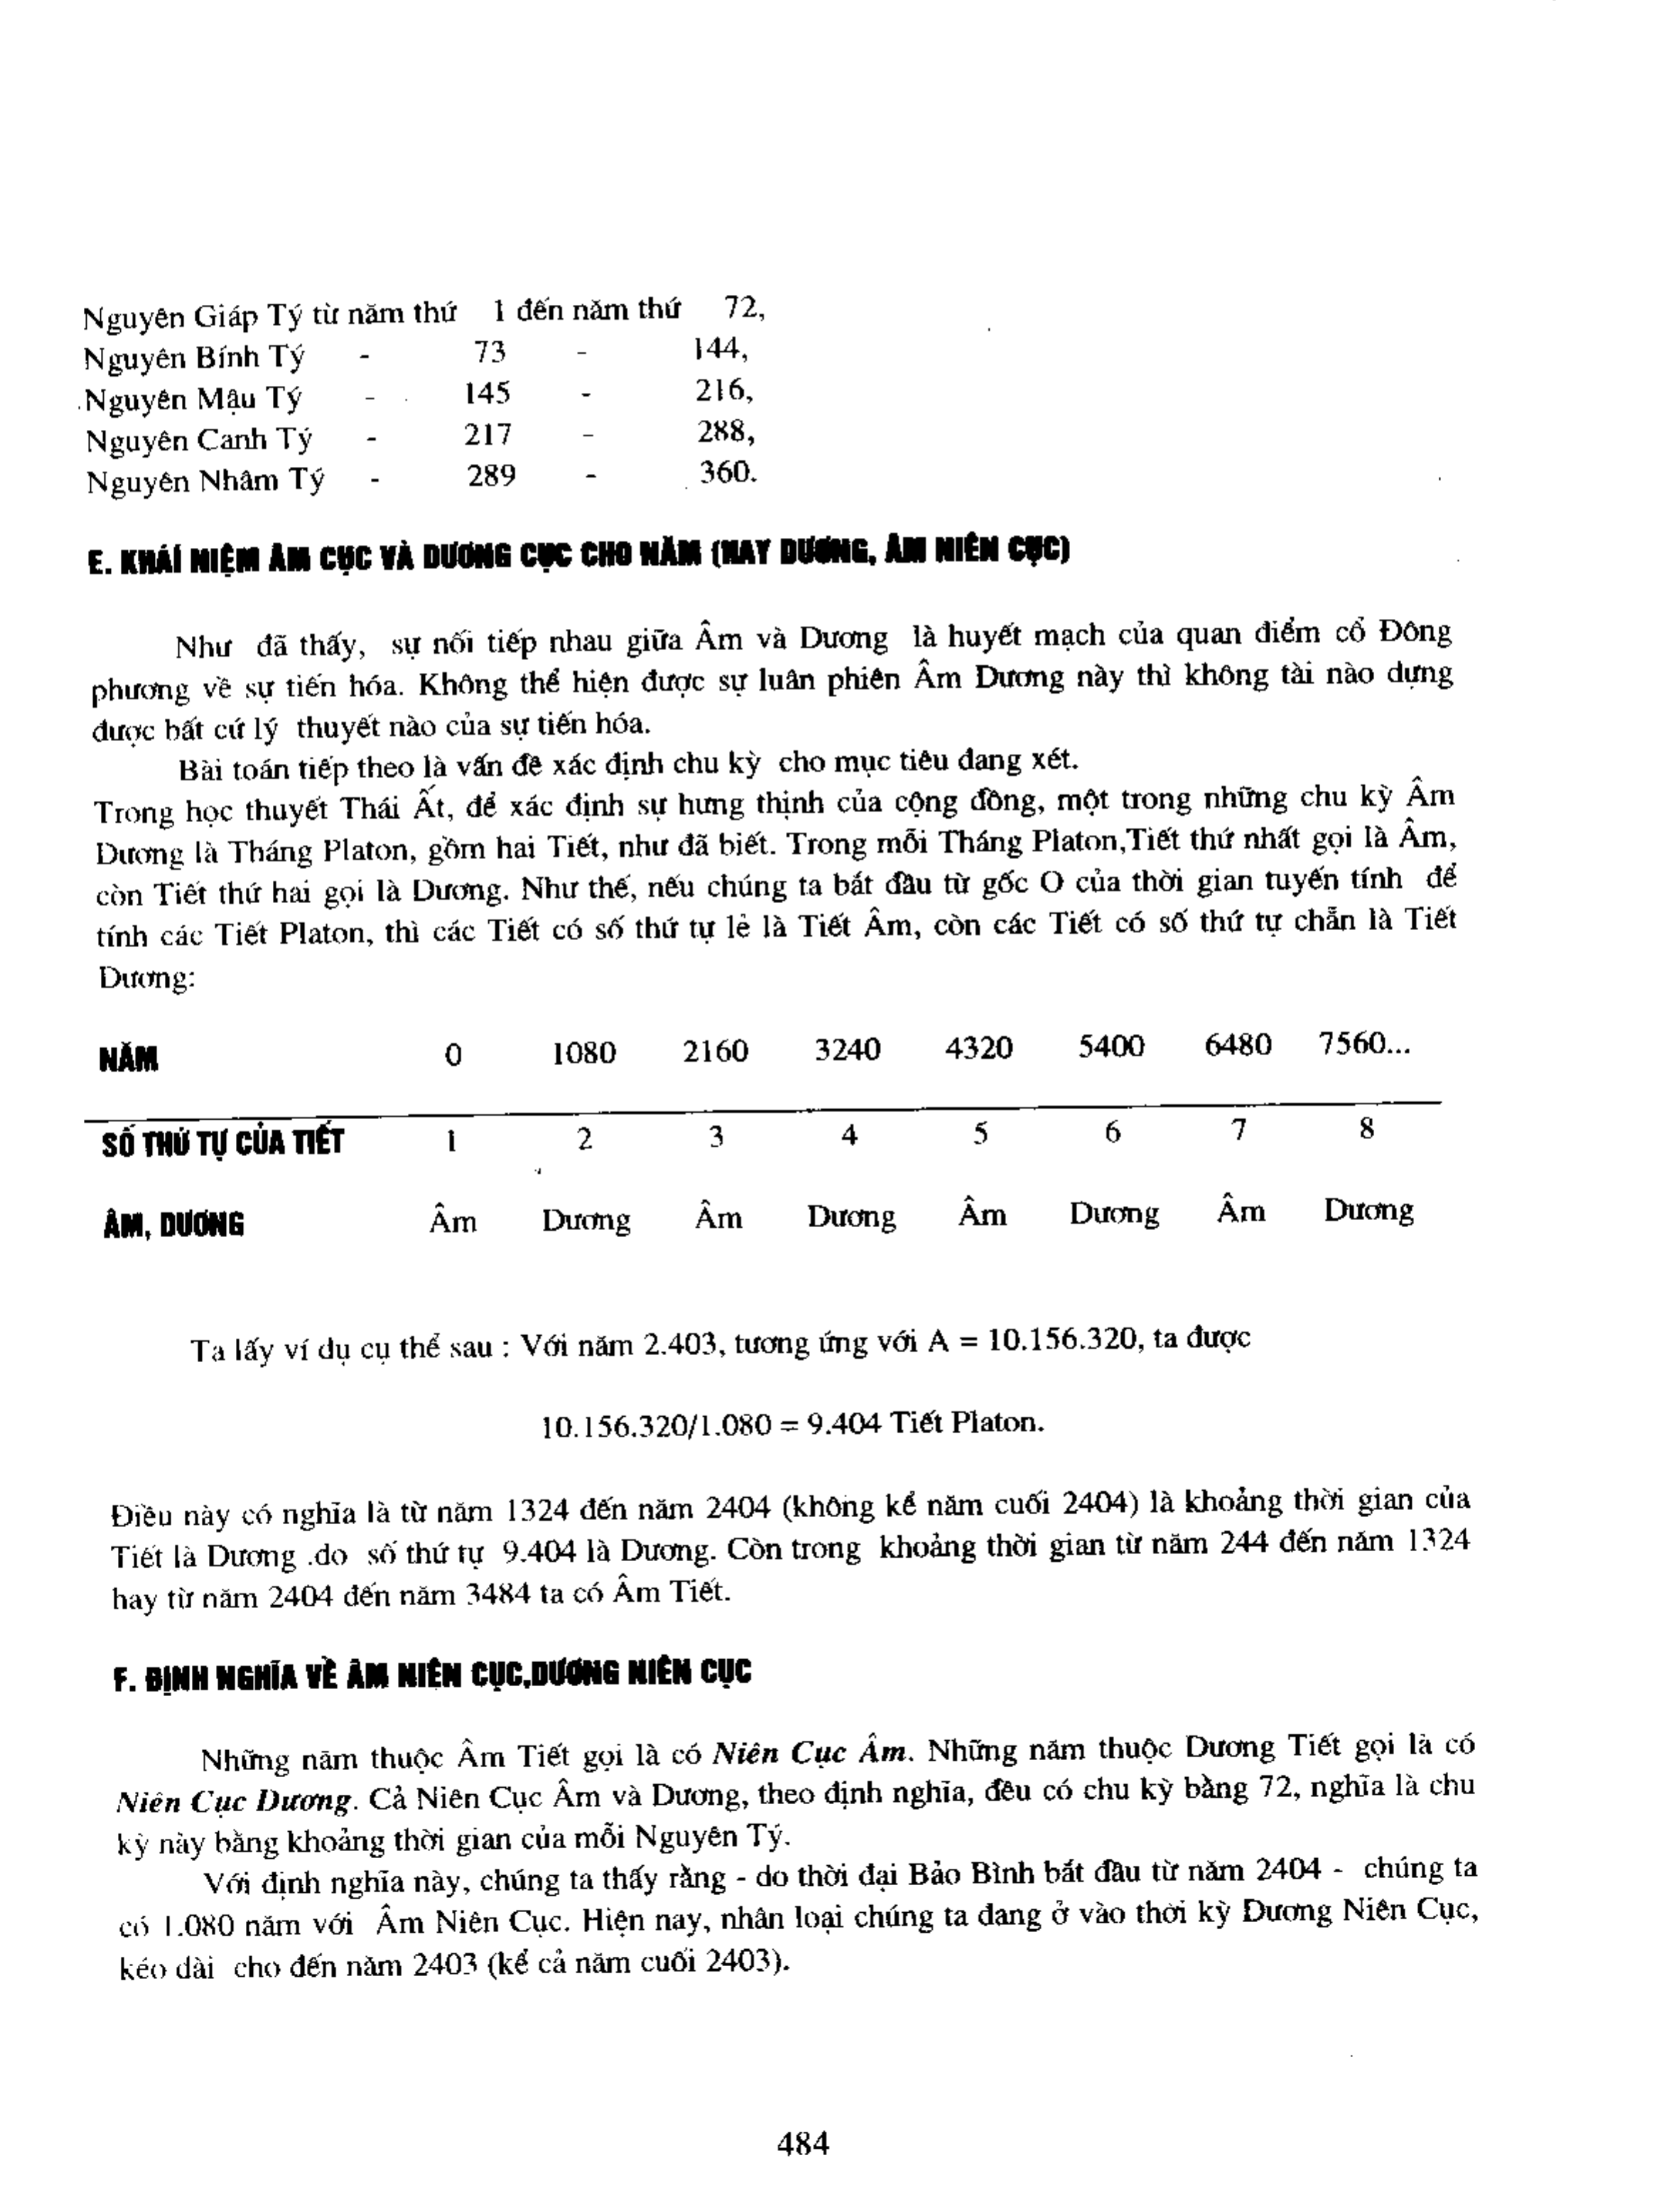 Nguyên Giáp Tý từ năm thứ 1 đến năm thứ 72,
Nguyên Bính Tý - 73 - 144,
Nguyên Mậu Tý - 145 - 216,
Nguyên Canh Tý - 217 - 288,
Nguyên Nhâm Tý - 289 - 360.
E. KHÁI NIỆM ÂM CỤC VÀ DƯƠNG CỤC CHO NĂM (HAY DƯƠNG, ÂM NIÊN CỤC)
Như đã thấy, sự nối tiếp nhau giữa Âm và Dương là huyết mạch của quan điểm cổ Đông
phương về sự tiến hóa. Không thể hiện được sự luân phiên Âm Dương này thì không tài nào dựng
được bất cứ lý thuyết nào của sự tiến hóa.
Bài toán tiếp theo là vấn đề xác định chu kỳ cho mục tiêu đang xét.
Trong học thuyết Thái Ất, để xác định sự hưng thịnh của cộng đồng, một trong những chu kỳ Âm
Dương là Tháng Platon, gồm hai Tiết, như đã biết. Trong mỗi Tháng Platon,Tiết thứ nhất gọi là Âm,
còn Tiết thứ hai gọi là Dương. Như thế, nếu chúng ta bắt đầu từ gốc O của thời gian tuyến tính để
tính các Tiết Platon, thì các Tiết có số thứ tự lẻ là Tiết Âm, còn các Tiết có số thứ tự chẵn là Tiết
Dương:
NĂM 0 1080 2160 3240 4320 5400 6480 7560...
SỐ THỨ TỰ CỦA TIẾT 1 2 3 4 5 6 7 8
ÂM, DƯƠNG Âm Dương Âm Dương Âm Dương Âm Dương
Ta lấy ví dụ cụ thể sau : Với năm 2.403, tương ứng với A = 10.156.320, ta được
10.156.320/1.080 = 9.404 Tiết Platon.
Điều này có nghĩa là từ năm 1324 đến năm 2404 (không kể năm cuối 2404) là khoảng thời gian của
Tiết là Dương .do số thứ tự 9.404 là Dương. Còn trong khoảng thời gian từ năm 244 đến năm 1324
hay từ năm 2404 đến năm 3484 ta có Âm Tiết.
F. ĐỊNH NGHĨA VỀ ÂM NIÊN CỤC,DƯƠNG NIÊN CỤC
Những năm thuộc Âm Tiết gọi là có Niên Cục Âm. Những năm thuộc Dương Tiết gọi là có
Niên Cục Dương. Cả Niên Cục Âm và Dương, theo định nghĩa, đều có chu kỳ bằng 72, nghĩa là chu
kỳ này bằng khoảng thời gian của mỗi Nguyên Tý.
Với định nghĩa này, chúng ta thấy rằng - do thời đại Bảo Bình bắt đầu từ năm 2404 - chúng ta
có 1.080 năm với Âm Niên Cục. Hiện nay, nhân loại chúng ta đang ở vào thời kỳ Dương Niên Cục,
kéo dài cho đến năm 2403 (kể cả năm cuối 2403).
484